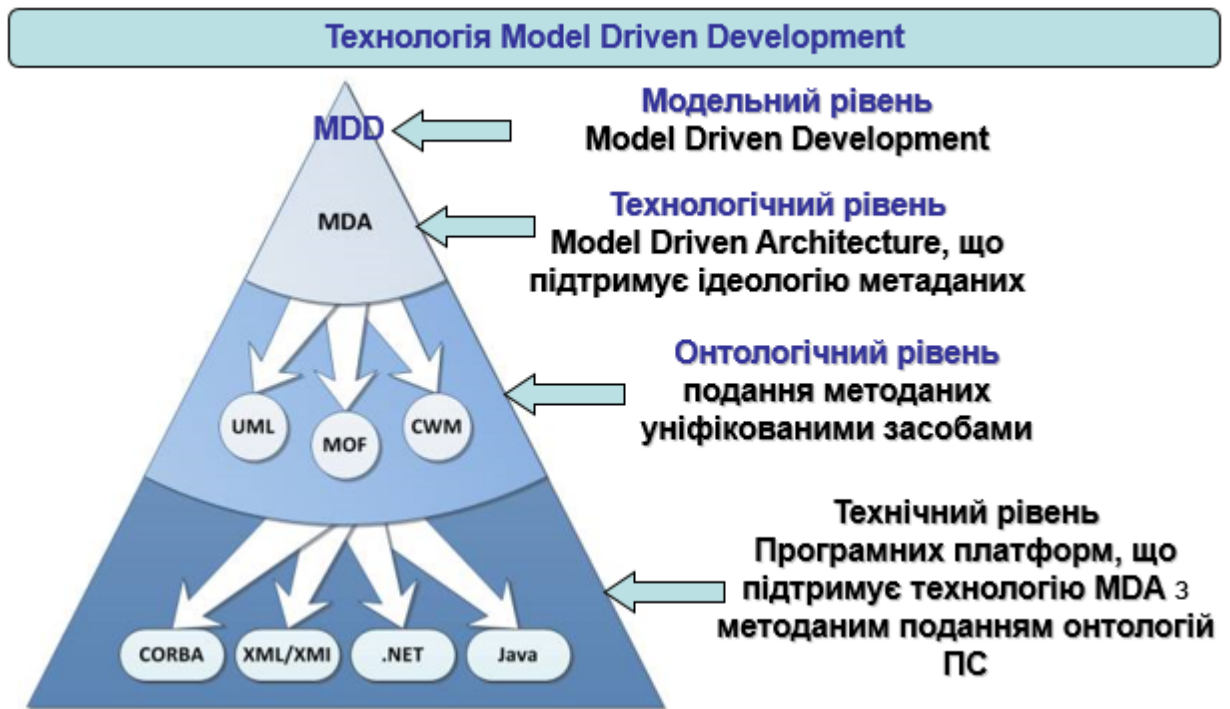 Технологія Model Driven Development
MDD
Модельний рівень
Model Driven Development
MDA
Технологічний рівень
Model Driven Architecture, що
підтримує ідеологію метаданих
Онтологічний рівень
подання методаних
уніфікованими засобами
UML
MOF
CWM
Технічний рівень
Програмних платформ, що
підтримує технологію MDA з
методаним поданням онтологій
ПС
CORBA
XML/XMI
.NET
Java